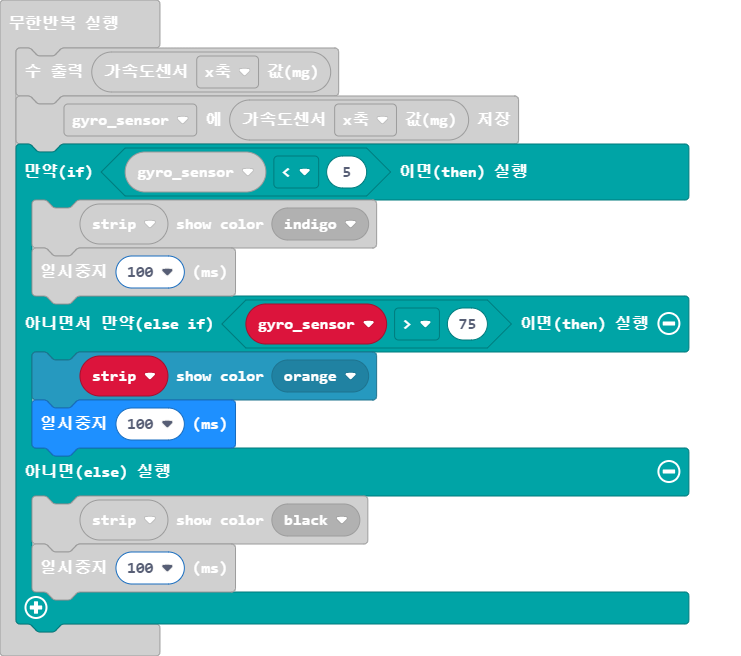 무한반복 실행
수 출력 가속도센서 x축 값(mg)
gyro_sensor 에 가속도센서 x축 값(mg) 저장
만약(if) gyro_sensor < 5 이면(then) 실행
strip show color indigo
일시중지 100 (ms)
아니면서 만약(else if) gyro_sensor > 75 이면(then) 실행
strip show color orange
일시중지 100 (ms)
아니면(else) 실행
strip show color black
일시중지 100 (ms)